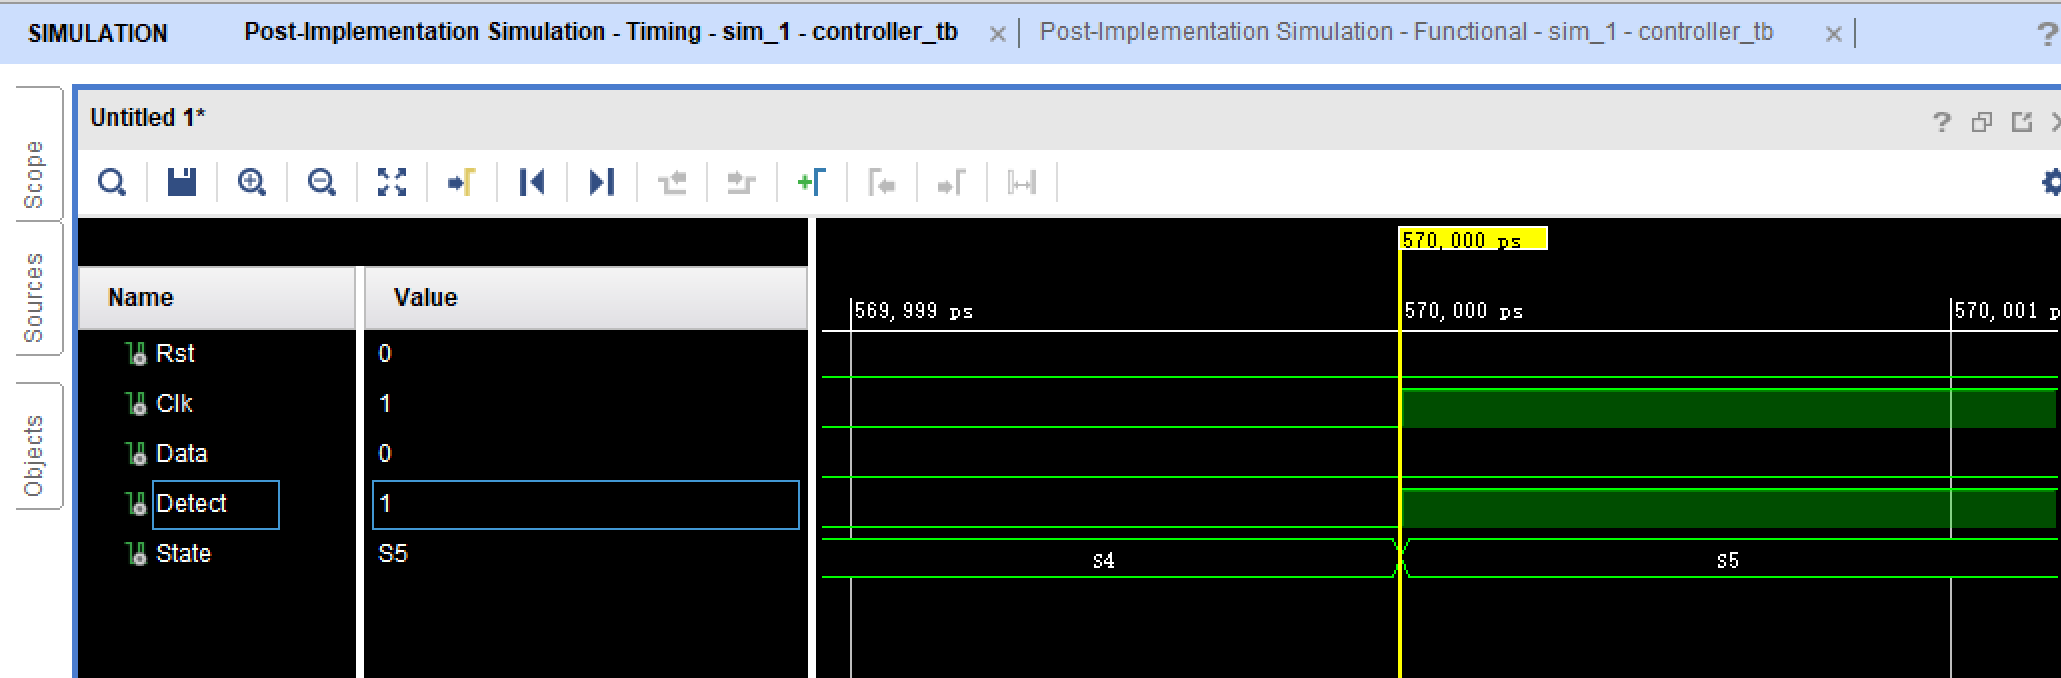 SIMULATION Post-Implementation Simulation - Timing - sim_1 - controller_tb Post-Implementation Simulation - Functional - sim_1 - controller_tb ?
Untitled 1*
Scope
Sources
Objects
570,000 ps
569,999 ps 570,000 ps 570,001 p
Name Value
Rst 0
Clk 1
Data 0
Detect 1
State S5 S4 S5